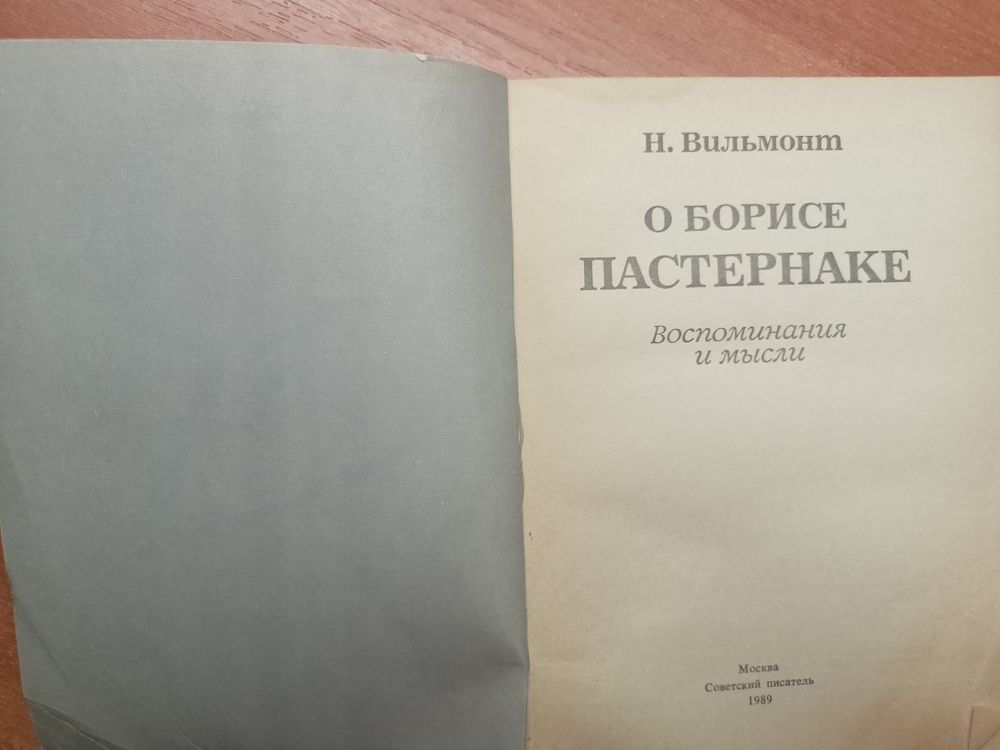 Н. Вильмонт
О БОРИСЕ
ПАСТЕРНАКЕ
Воспоминания
и мысли
Москва
Советский писатель
1989